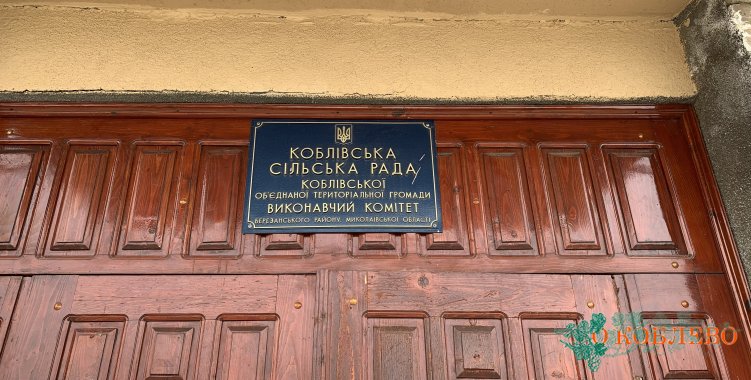 КОБЛІВСЬКА
СІЛЬСЬКА РАДА
КОБЛІВСЬКОЇ
ОБ'ЄДНАНОЇ ТЕРИТОРІАЛЬНОЇ ГРОМАДИ
ВИКОНАВЧИЙ КОМІТЕТ
БЕРЕЗАНСЬКОГО РАЙОНУ, МИКОЛАЇВСЬКОЇ ОБЛАСТІ
О КОБЛЕВО